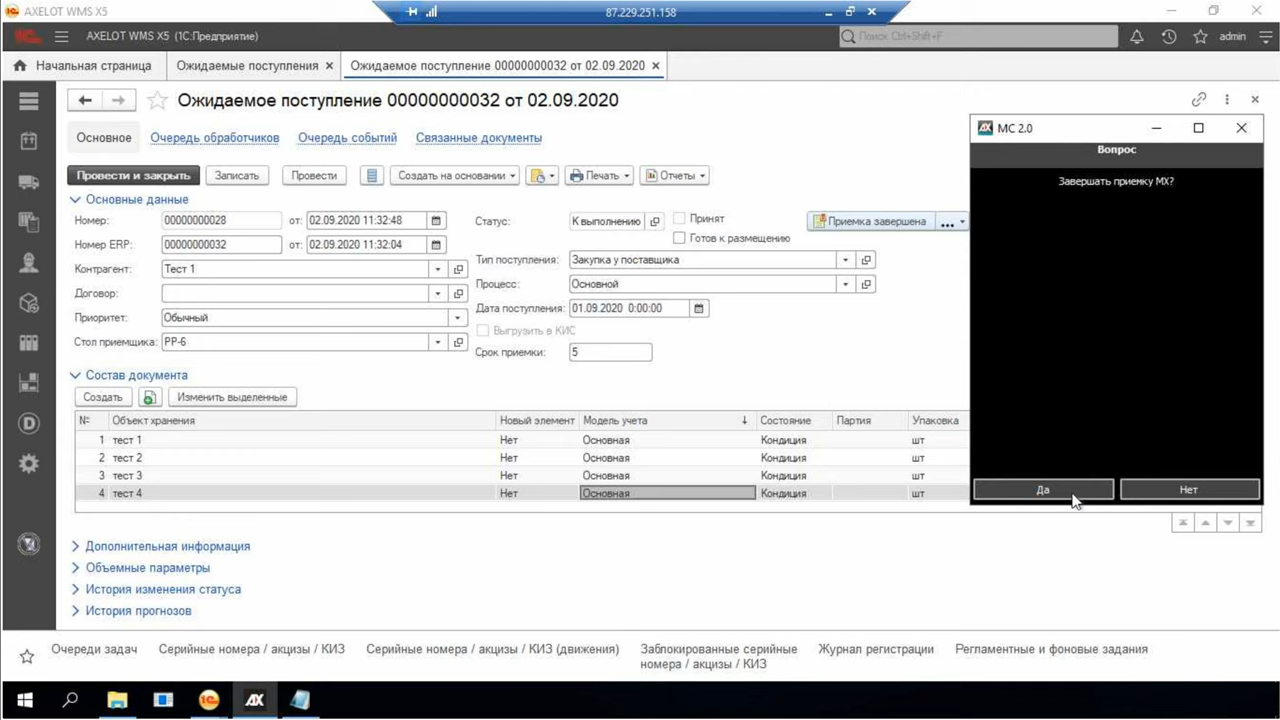 AXELOT WMS X5
87.229.251.158
AXELOT WMS X5 (1С:Предприятие)
Поиск Ctrl+Shift+F
admin
Начальная страница
Ожидаемые поступления ×
Ожидаемое поступление 00000000032 от 02.09.2020 ×
Ожидаемое поступление 00000000032 от 02.09.2020
Основное
Очередь обработчиков
Очередь событий
Связанные документы
Провести и закрыть
Записать
Провести
Создать на основании
Печать
Отчеты
Основные данные
Номер: 00000000028 от: 02.09.2020 11:32:48
Статус: К выполнению
Принят
Приемка завершена ...
Готов к размещению
Номер ERP: 00000000032 от: 02.09.2020 11:32:04
Контрагент: Тест 1
Тип поступления: Закупка у поставщика
Договор:
Процесс: Основной
Приоритет: Обычный
Дата поступления: 01.09.2020 0:00:00
Выгрузить в КИС
Стол приемщика: РР-6
Срок приемки: 5
Состав документа
Создать
Изменить выделенные
№ Объект хранения Новый элемент Модель учета ↓ Состояние Партия Упаковка
1 тест 1 Нет Основная Кондиция шт
2 тест 2 Нет Основная Кондиция шт
3 тест 3 Нет Основная Кондиция шт
4 тест 4 Нет Основная Кондиция шт
Дополнительная информация
Объемные параметры
История изменения статуса
История прогнозов
МС 2.0
Вопрос
Завершать приемку МХ?
Да
Нет
Очереди задач
Серийные номера / акцизы / КИЗ
Серийные номера / акцизы / КИЗ (движения)
Заблокированные серийные
номера / акцизы / КИЗ
Журнал регистрации
Регламентные и фоновые задания